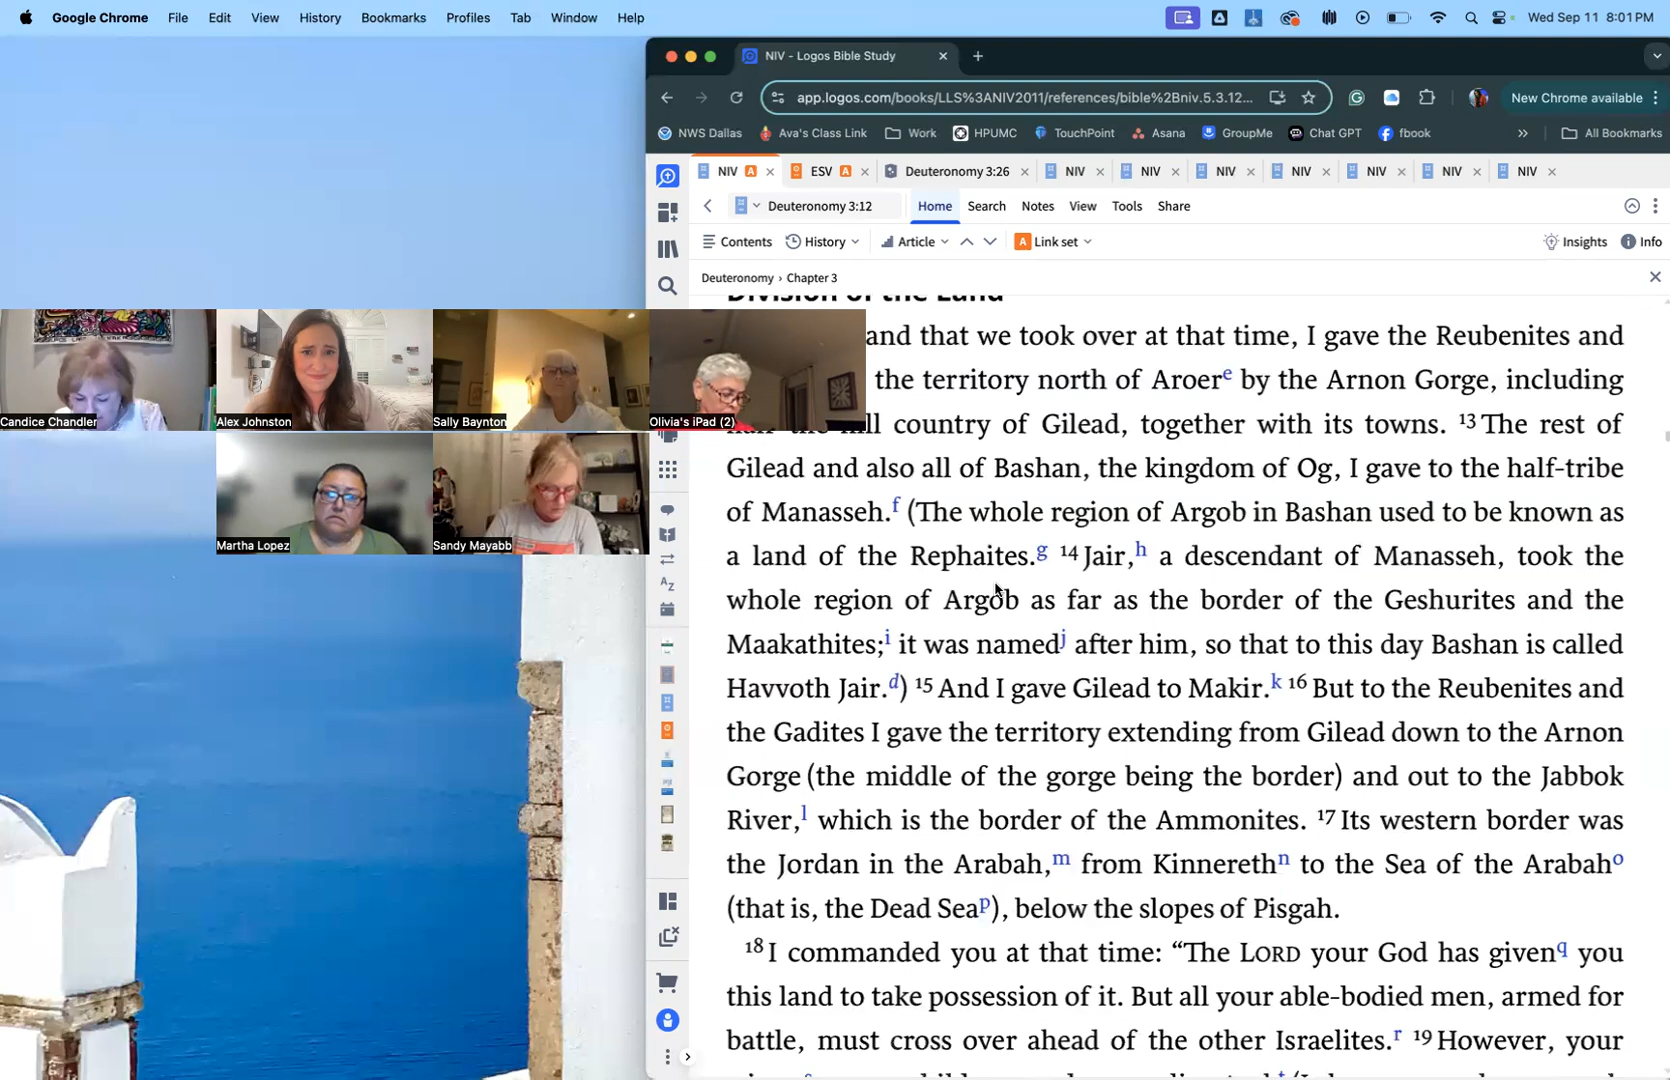 Google Chrome File Edit View History Bookmarks Profiles Tab Window Help Wed Sep 11 8:01 PM
NIV - Logos Bible Study
app.logos.com/books/LLS%3ANIV2011/references/bible%2Bniv.5.3.12... New Chrome available
NWS Dallas Ava's Class Link Work HPUMC TouchPoint Asana GroupMe Chat GPT fbook » All Bookmarks
NIV A ESV A Deuteronomy 3:26 NIV NIV NIV NIV NIV NIV NIV
Deuteronomy 3:12 Home Search Notes View Tools Share
Contents History Article A Link set Insights Info
Deuteronomy › Chapter 3
Division of the Land
and that we took over at that time, I gave the Reubenites and
the territory north of Aroer e by the Arnon Gorge, including
half the hill country of Gilead, together with its towns. 13 The rest of
Gilead and also all of Bashan, the kingdom of Og, I gave to the half-tribe
of Manasseh. f (The whole region of Argob in Bashan used to be known as
a land of the Rephaites. g 14 Jair, h a descendant of Manasseh, took the
whole region of Argob as far as the border of the Geshurites and the
Maakathites; i it was named j after him, so that to this day Bashan is called
Havvoth Jair. d) 15 And I gave Gilead to Makir. k 16 But to the Reubenites and
the Gadites I gave the territory extending from Gilead down to the Arnon
Gorge (the middle of the gorge being the border) and out to the Jabbok
River, l which is the border of the Ammonites. 17 Its western border was
the Jordan in the Arabah, m from Kinnereth n to the Sea of the Arabah o
(that is, the Dead Sea p), below the slopes of Pisgah.
18 I commanded you at that time: “The LORD your God has given q you
this land to take possession of it. But all your able-bodied men, armed for
battle, must cross over ahead of the other Israelites. r 19 However, your
Candice Chandler
Alex Johnston
Sally Baynton
Olivia's iPad (2)
Martha Lopez
Sandy Mayabb